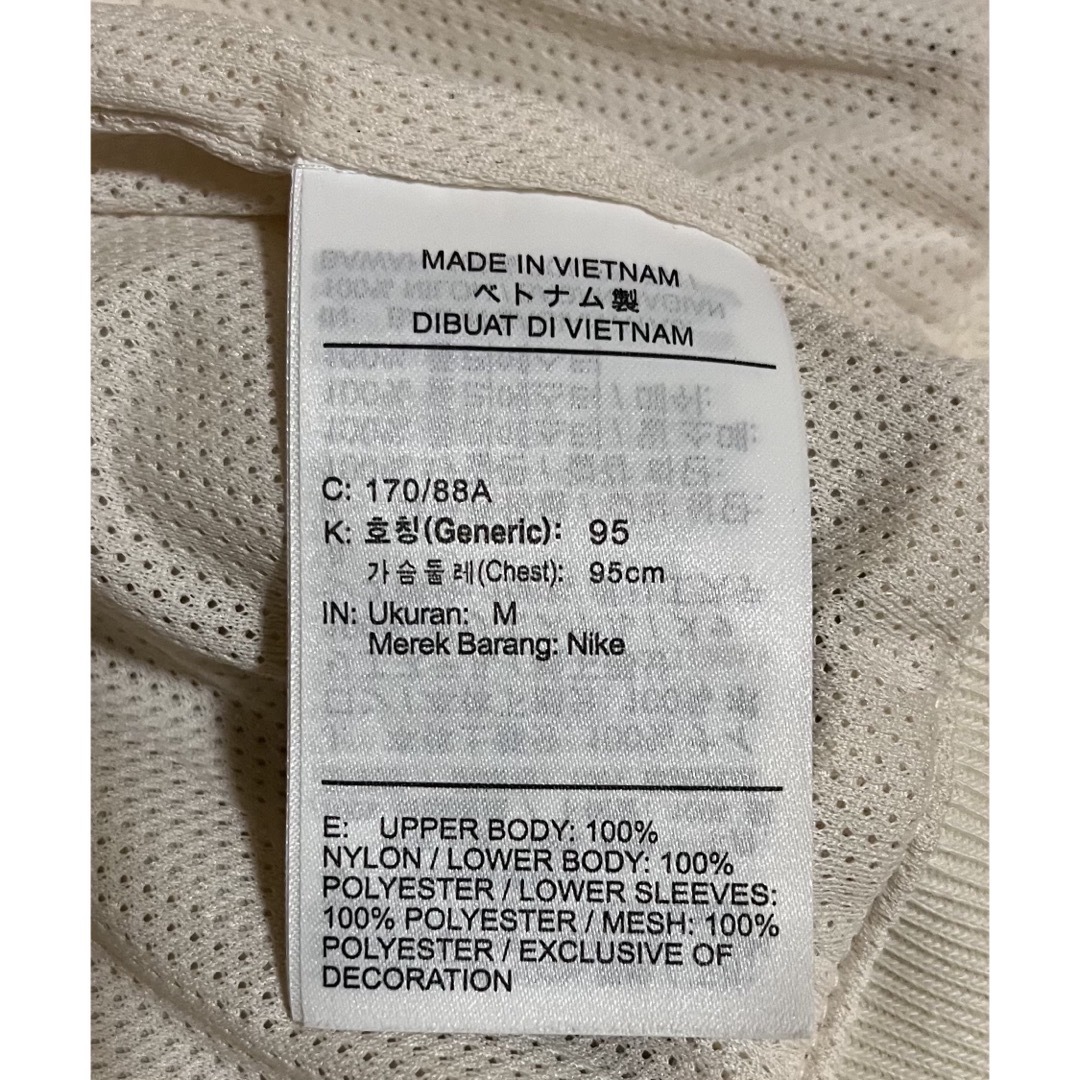 MADE IN VIETNAM
ベトナム製
DIBUAT DI VIETNAM
C: 170/88A
K: 호칭(Generic): 95
가슴둘레(Chest): 95cm
IN: Ukuran: M
Merek Barang: Nike
E: UPPER BODY: 100%
NYLON / LOWER BODY: 100%
POLYESTER / LOWER SLEEVES:
100% POLYESTER / MESH: 100%
POLYESTER / EXCLUSIVE OF
DECORATION